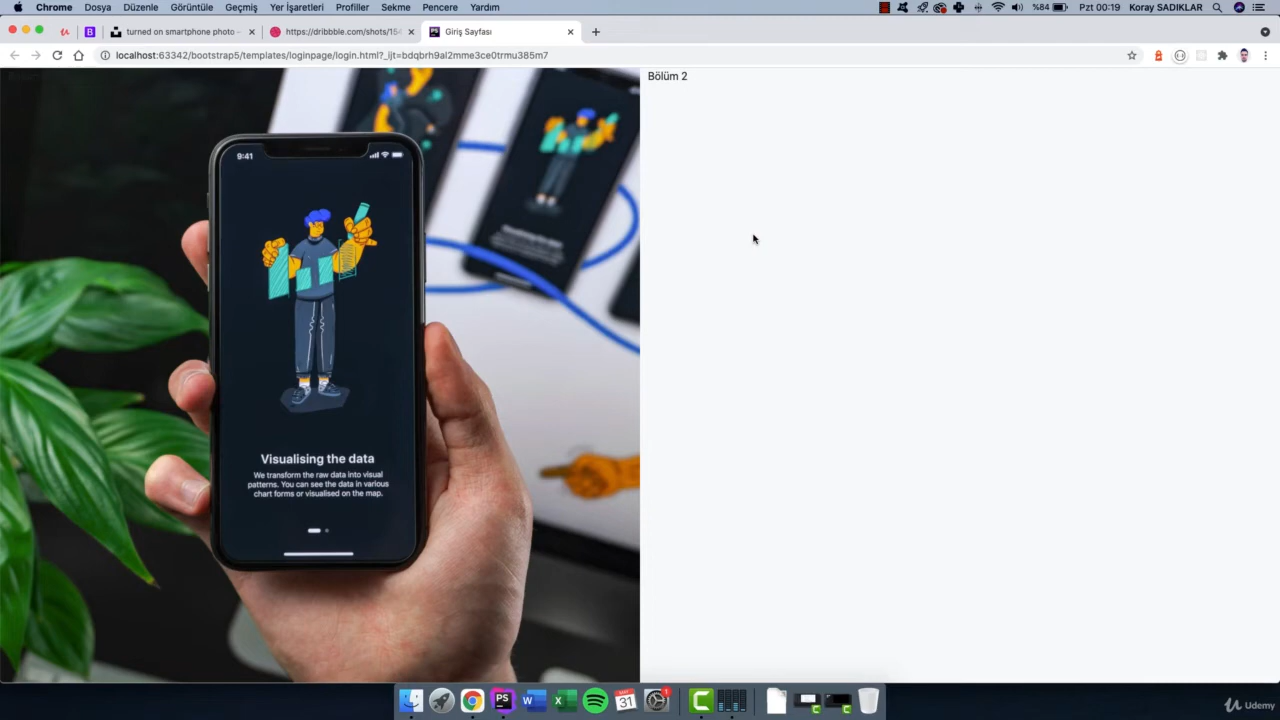 Chrome Dosya Düzenle Görüntüle Geçmiş Yer İşaretleri Profiller Sekme Pencere Yardım %84 Pzt 00:19 Koray SADIKLAR
turned on smartphone photo – https://dribbble.com/shots/154 Giriş Sayfası
localhost:63342/bootstrap5/templates/loginpage/login.html?_ijt=bdqbrh9al2mme3ce0trmu385m7
Bölüm 2
9:41
Visualising the data
We transform the raw data into visual
patterns. You can see the data in various
chart forms or visualised on the map.
31
Udemy